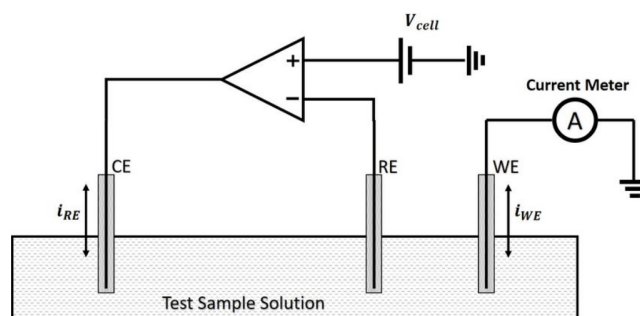 V_cell
Current Meter
+
−
A
CE
RE
WE
i_RE
i_WE
Test Sample Solution